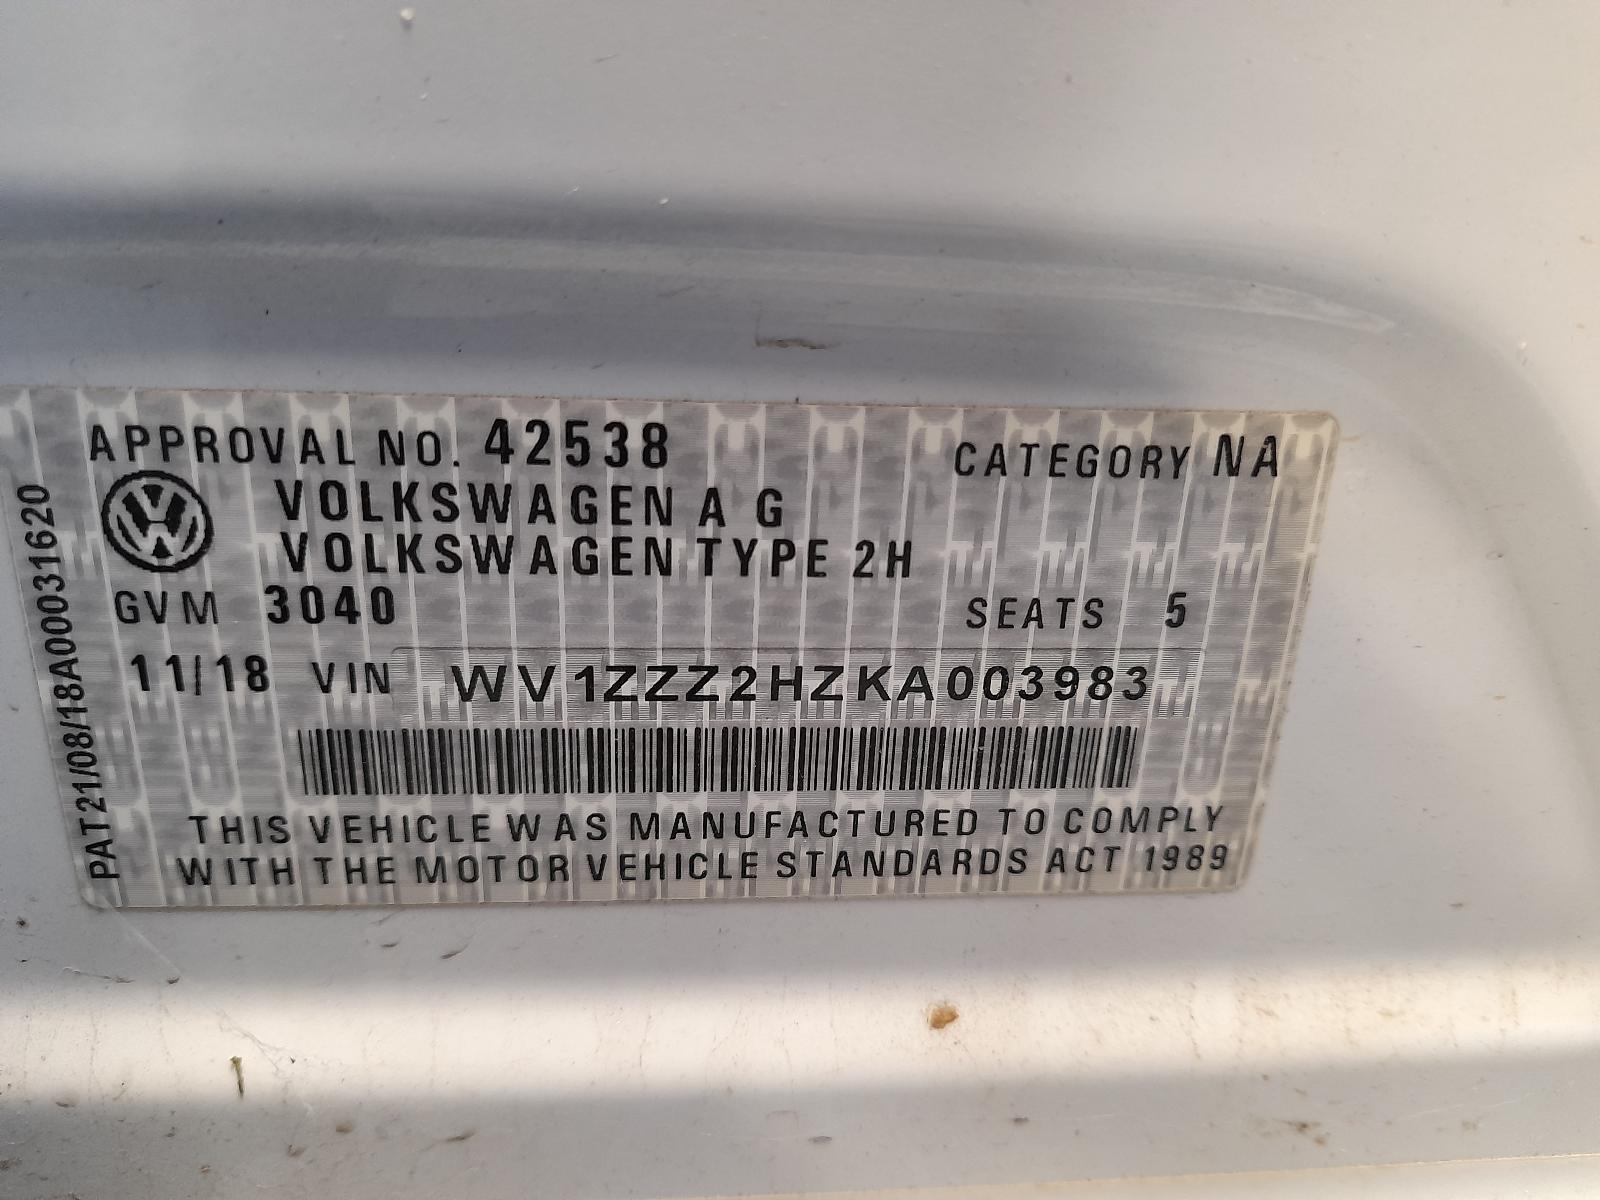 APPROVAL NO. 42538 CATEGORY NA
VOLKSWAGEN A G
VOLKSWAGEN TYPE 2H
GVM 3040 SEATS 5
11/18 VIN WV1ZZZ2HZKA003983
THIS VEHICLE WAS MANUFACTURED TO COMPLY
WITH THE MOTOR VEHICLE STANDARDS ACT 1989
PAT21/08/18A00031620